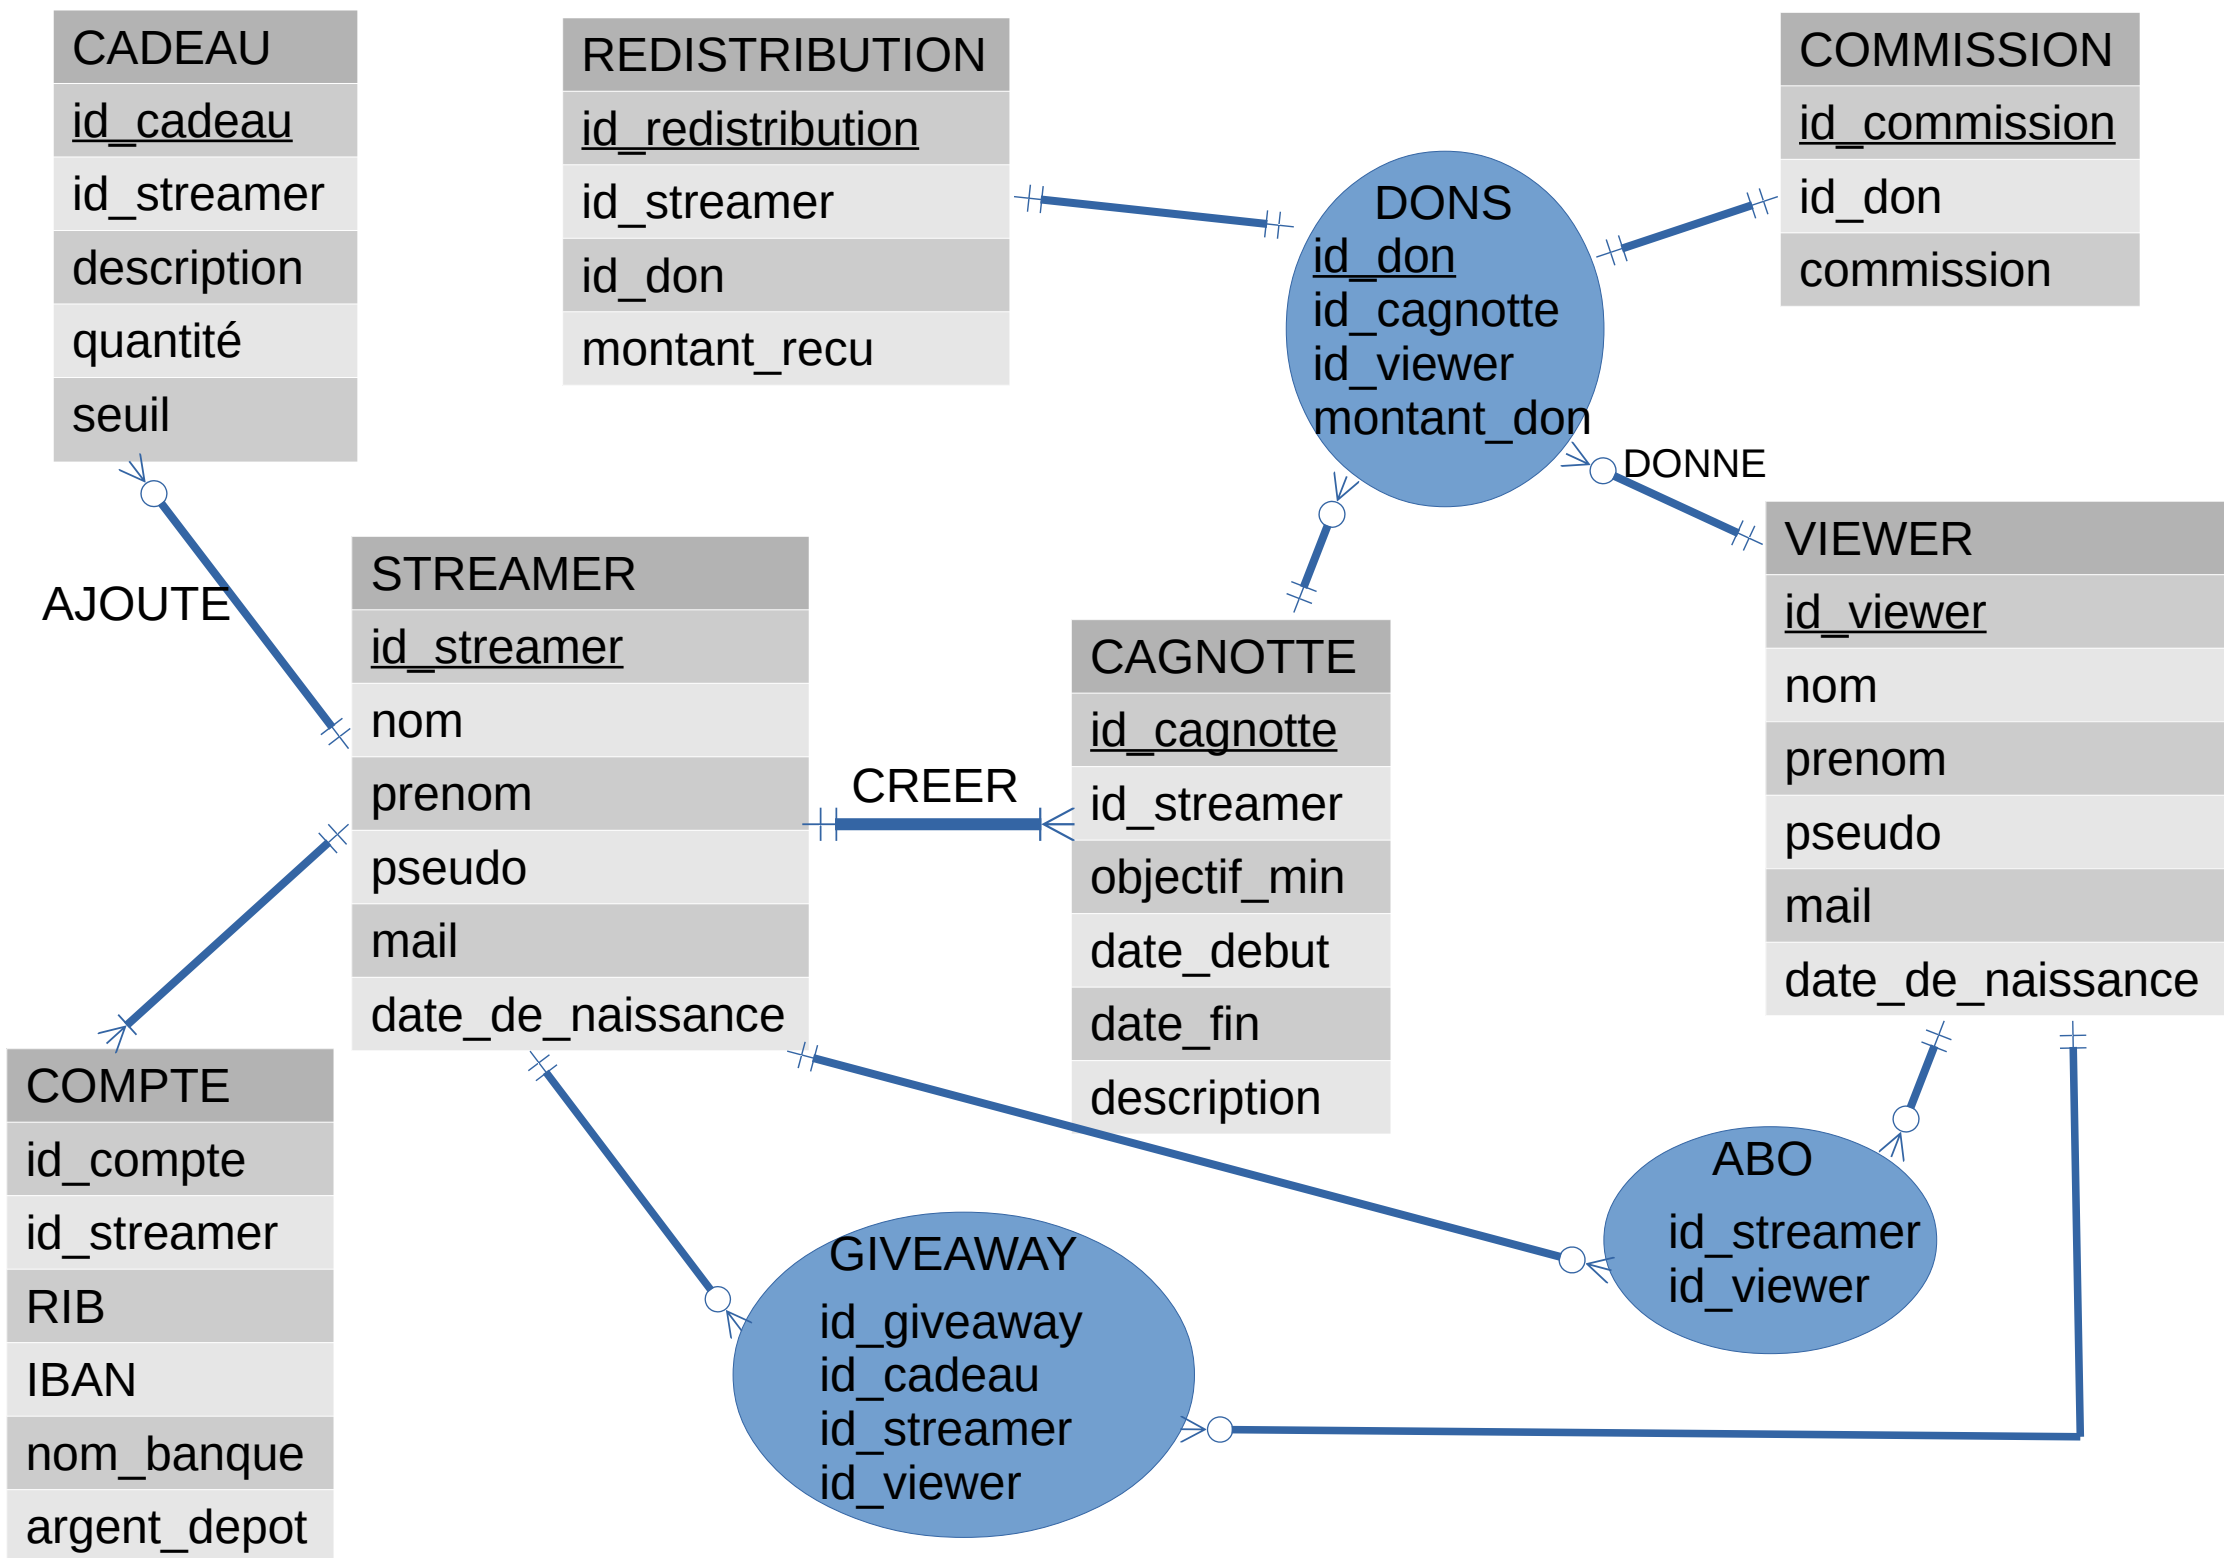 CADEAU
id_cadeau
id_streamer
description
quantité
seuil
REDISTRIBUTION
id_redistribution
id_streamer
id_don
montant_recu
DONS
id_don
id_cagnotte
id_viewer
montant_don
COMMISSION
id_commission
id_don
commission
DONNE
AJOUTE
STREAMER
id_streamer
nom
prenom
pseudo
mail
date_de_naissance
CREER
CAGNOTTE
id_cagnotte
id_streamer
objectif_min
date_debut
date_fin
description
VIEWER
id_viewer
nom
prenom
pseudo
mail
date_de_naissance
COMPTE
id_compte
id_streamer
RIB
IBAN
nom_banque
argent_depot
GIVEAWAY
id_giveaway
id_cadeau
id_streamer
id_viewer
ABO
id_streamer
id_viewer